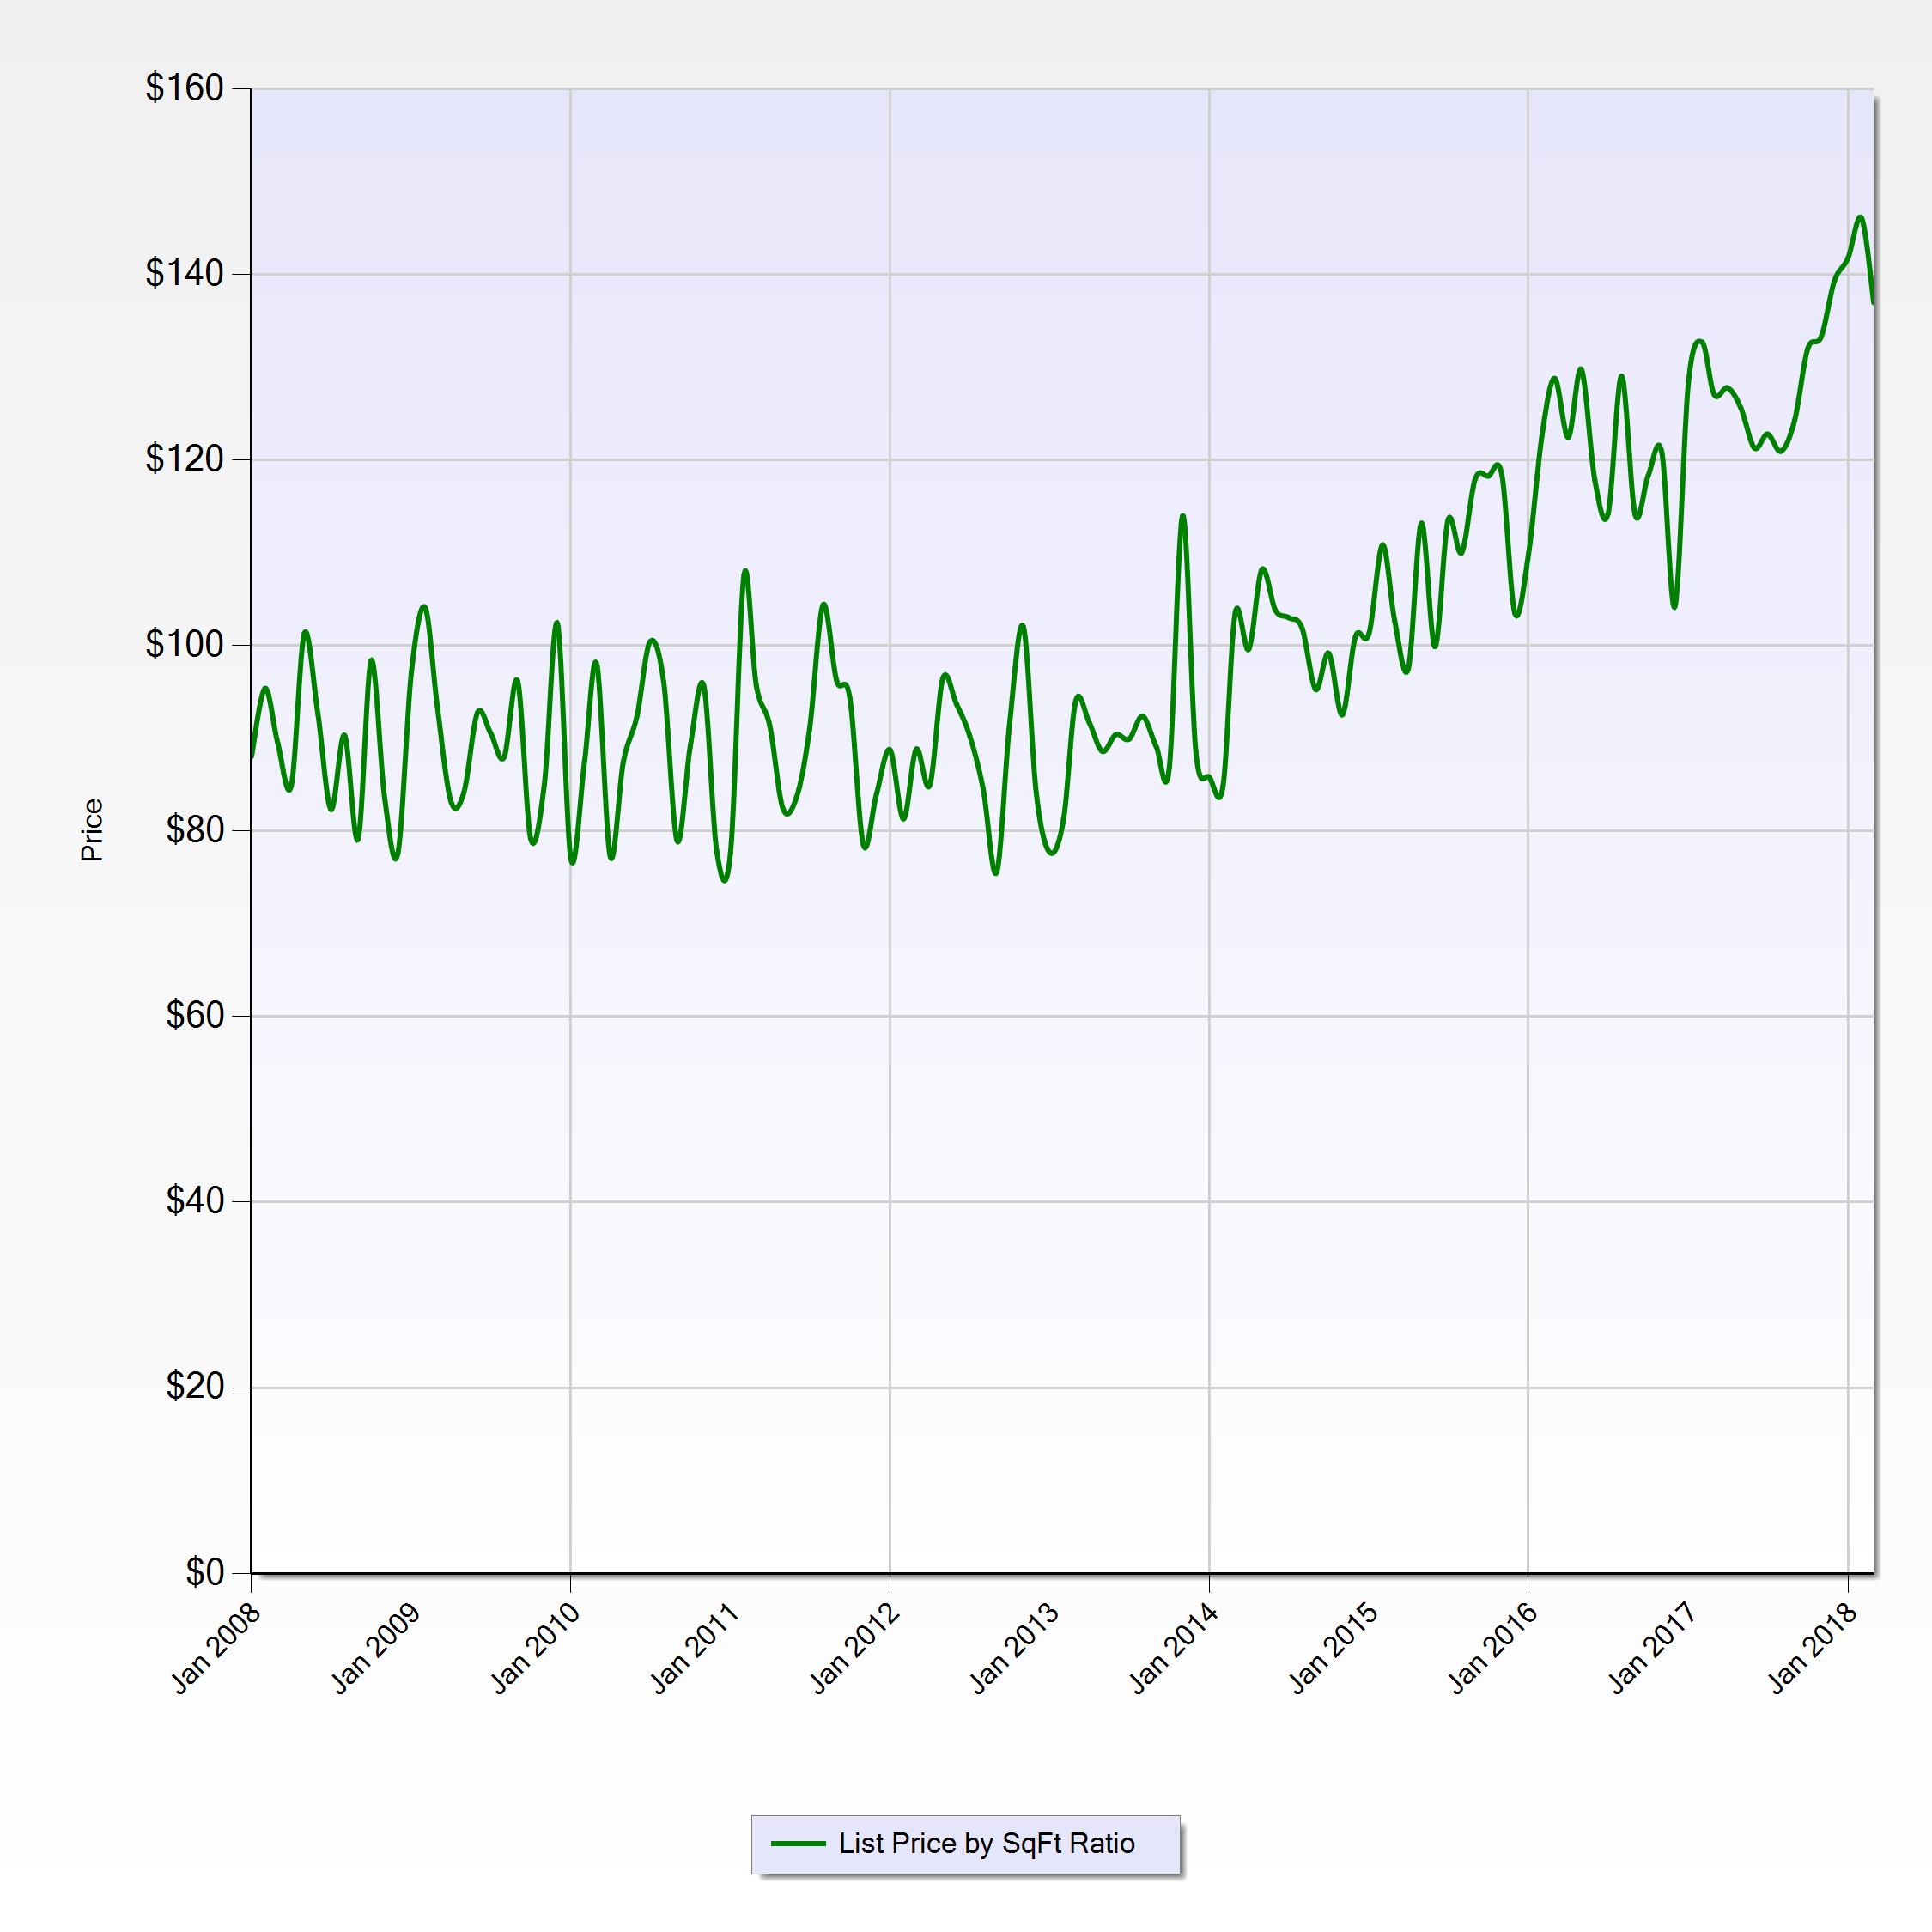 $160
$140
$120
$100
$80
$60
$40
$20
$0
Price
Jan 2008
Jan 2009
Jan 2010
Jan 2011
Jan 2012
Jan 2013
Jan 2014
Jan 2015
Jan 2016
Jan 2017
Jan 2018
List Price by SqFt Ratio